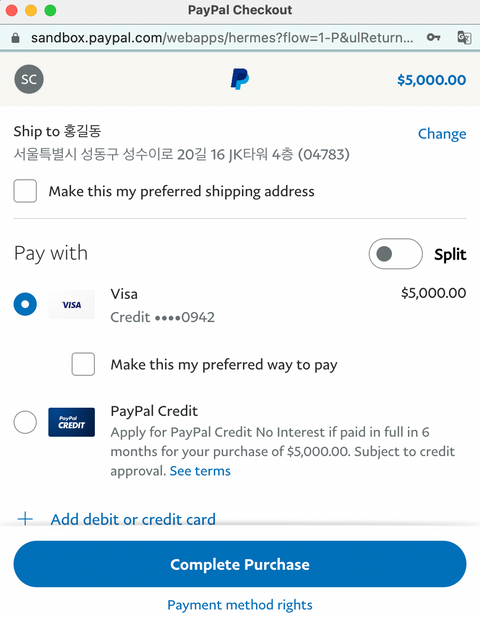 PayPal Checkout
sandbox.paypal.com/webapps/hermes?flow=1-P&ulReturn...
SC
$5,000.00
Ship to 홍길동
Change
서울특별시 성동구 성수이로 20길 16 JK타워 4층 (04783)
Make this my preferred shipping address
Pay with
Split
VISA
Visa
$5,000.00
Credit ••••0942
Make this my preferred way to pay
PayPal
CREDIT
PayPal Credit
Apply for PayPal Credit No Interest if paid in full in 6
months for your purchase of $5,000.00. Subject to credit
approval. See terms
Add debit or credit card
Complete Purchase
Payment method rights